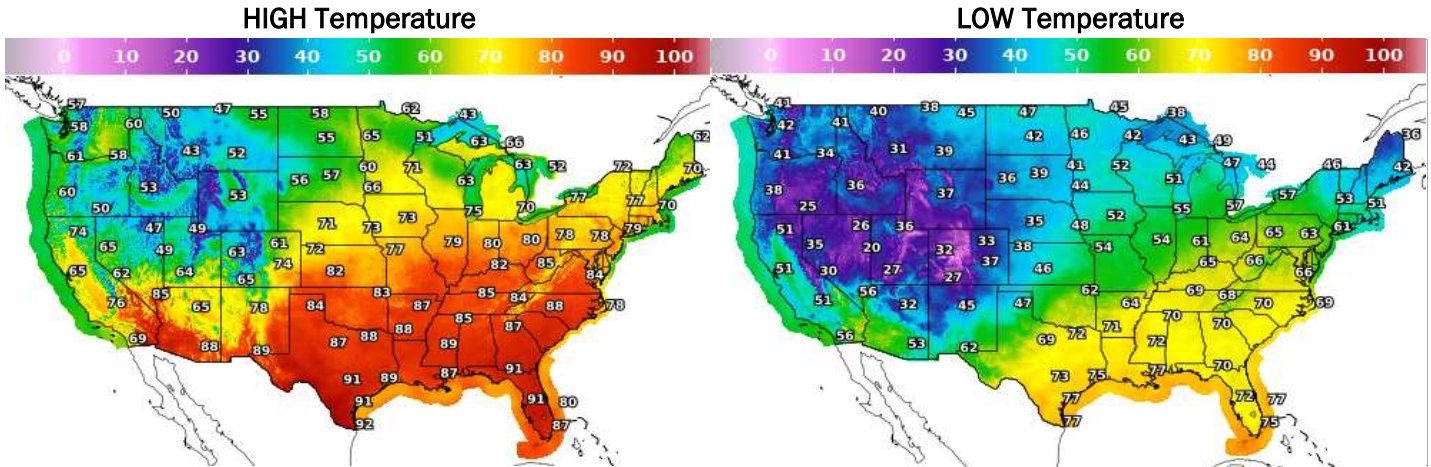 HIGH Temperature LOW Temperature
0 10 20 30 40 50 60 70 80 90 100 0 10 20 30 40 50 60 70 80 90 100
57 50 47 55 58 62 43 41 40 38 45 47 45 38
58 60 55 65 51 63 66 62 42 41 42 46 42 43 49 36
61 58 43 52 60 71 63 52 72 70 41 34 31 39 41 52 47 44 46 42
60 53 53 56 57 66 63 77 77 38 36 37 36 39 44 51 57 53
50 75 70 70 25 55 57 51
74 47 49 71 73 73 79 51 26 36 35 52 48 61
65 49 63 61 72 77 79 80 80 78 78 35 20 32 33 38 54 54 61 64 65 63
65 62 64 65 74 82 82 85 84 51 30 27 27 37 46 65 66 66
76 85 65 78 84 83 87 85 84 88 78 51 56 32 45 47 62 64 69 68 70 69
69 88 89 87 88 88 85 89 87 56 53 62 69 72 71 70 72 70
91 89 87 91 73 75 77 70
91 91 80 77 72 77
92 87 77 75